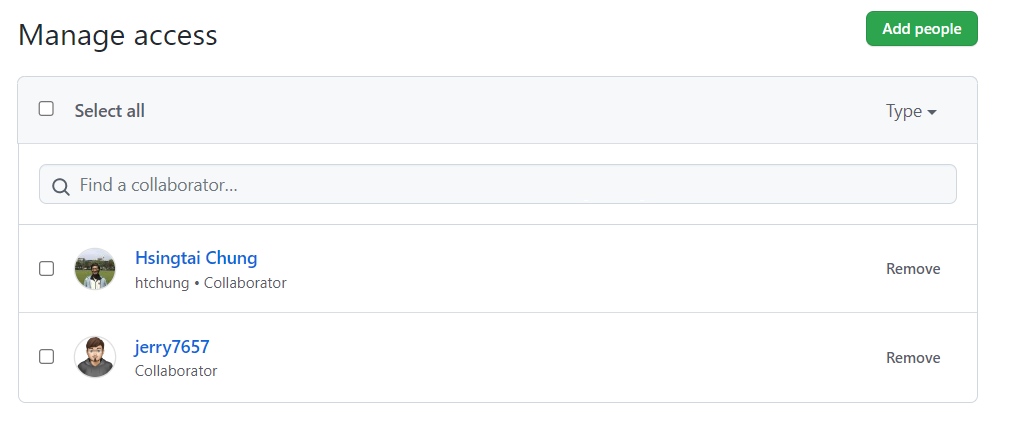 Manage access
Add people
Select all
Type
Find a collaborator...
Hsingtai Chung
htchung • Collaborator
Remove
jerry7657
Collaborator
Remove